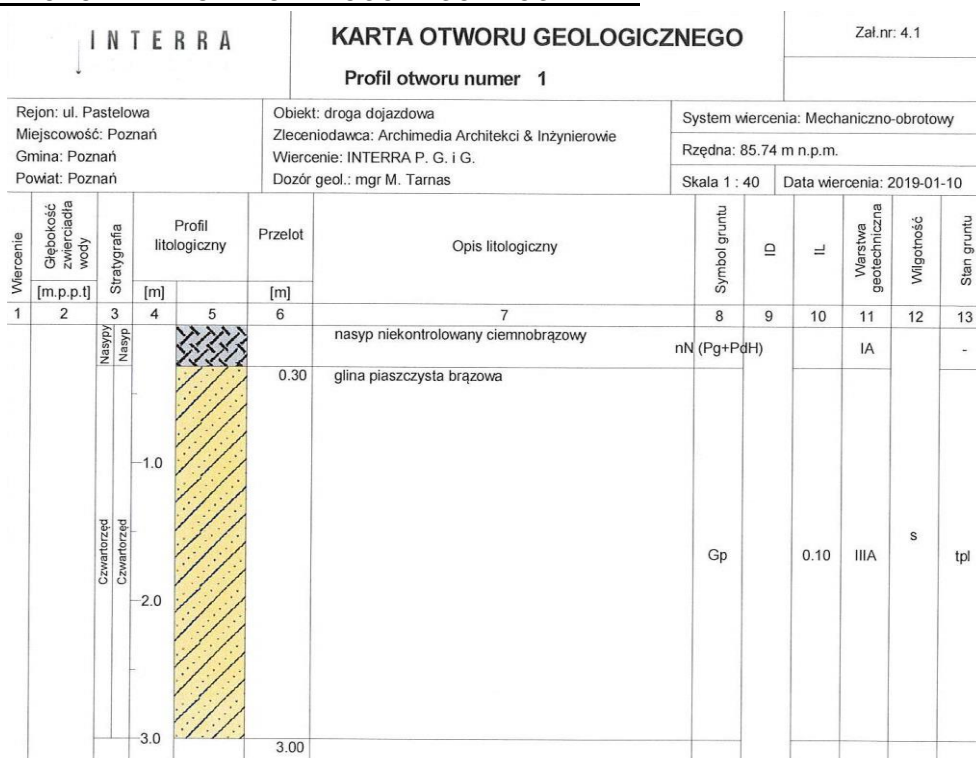 INTERRA
KARTA OTWORU GEOLOGICZNEGO
Profil otworu numer 1
Zał.nr: 4.1
Rejon: ul. Pastelowa
Miejscowość: Poznań
Gmina: Poznań
Powiat: Poznań
Obiekt: droga dojazdowa
Zleceniodawca: Archimedia Architekci & Inżynierowie
Wiercenie: INTERRA P. G. i G.
Dozór geol.: mgr M. Tarnas
System wiercenia: Mechaniczno-obrotowy
Rzędna: 85.74 m n.p.m.
Skala 1 : 40
Data wiercenia: 2019-01-10
Wiercenie
Głębokość zwierciadła wody
[m.p.p.t]
Stratygrafia
Profil litologiczny
[m]
Przelot
[m]
Opis litologiczny
Symbol gruntu
ID
IL
Warstwa geotechniczna
Wilgotność
Stan gruntu
1 2 3 4 5 6 7 8 9 10 11 12 13
Nasypy
Nasyp
nasyp niekontrolowany ciemnobrązowy
nN (Pg+PdH)
IA
-
0.30
glina piaszczysta brązowa
-1.0
Czwartorzęd
Czwartorzęd
Gp
0.10
IIIA
s
tpl
-2.0
-3.0
3.00